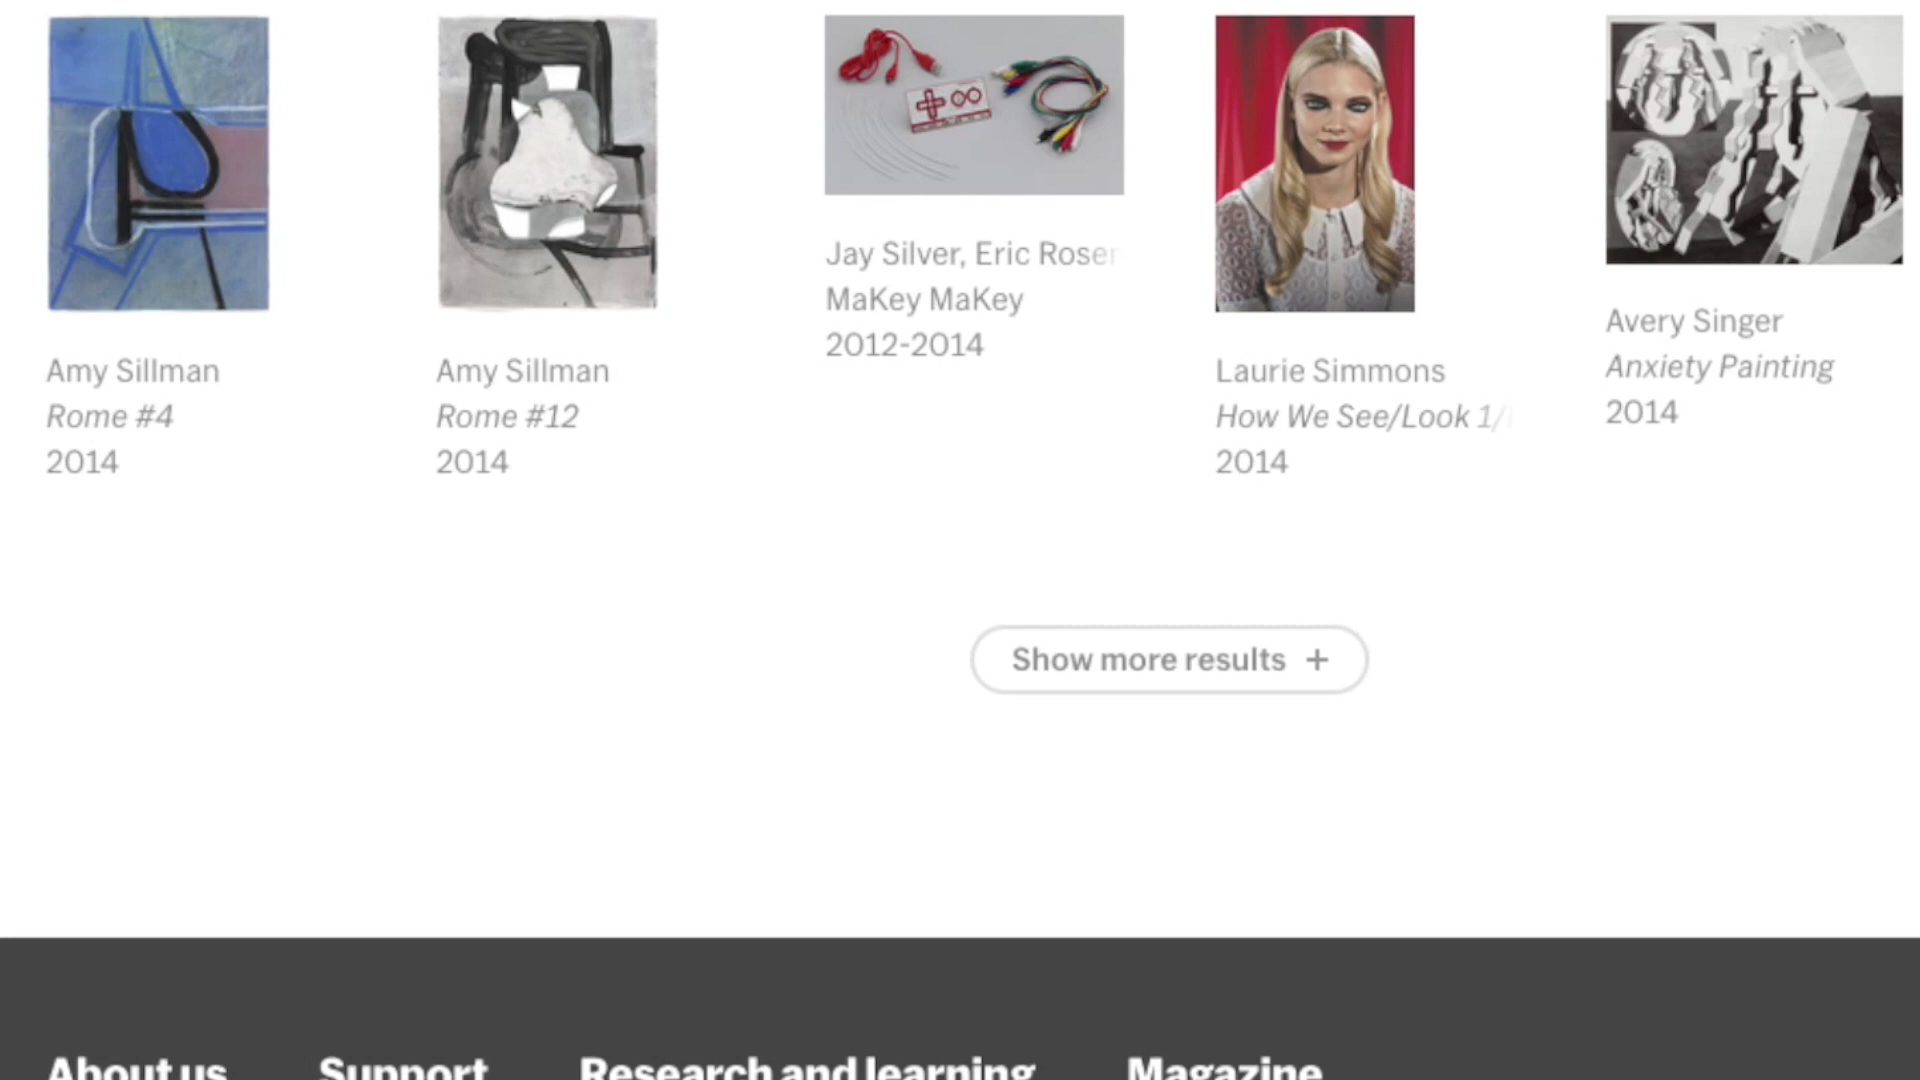 Amy Sillman
Rome #4
2014
Amy Sillman
Rome #12
2014
Jay Silver, Eric Rosen
MaKey MaKey
2012-2014
Laurie Simmons
How We See/Look 1/
2014
Avery Singer
Anxiety Painting
2014
Show more results +
About us
Support
Research and learning
Magazine